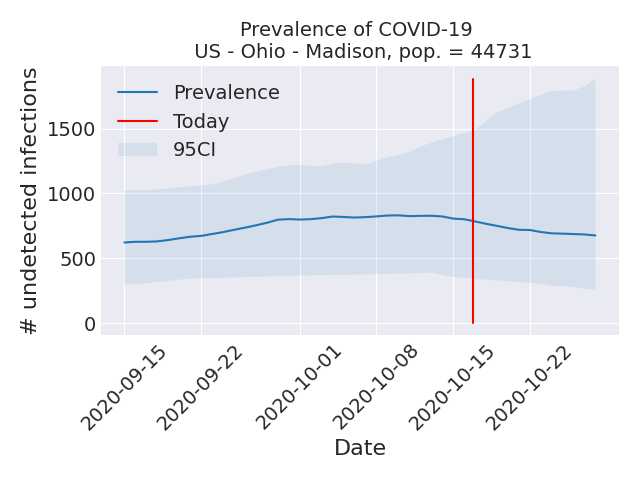 Prevalence of COVID-19
US - Ohio - Madison, pop. = 44731
# undetected infections
1500
1000
500
0
Prevalence
Today
95CI
2020-09-15
2020-09-22
2020-10-01
2020-10-08
2020-10-15
2020-10-22
Date